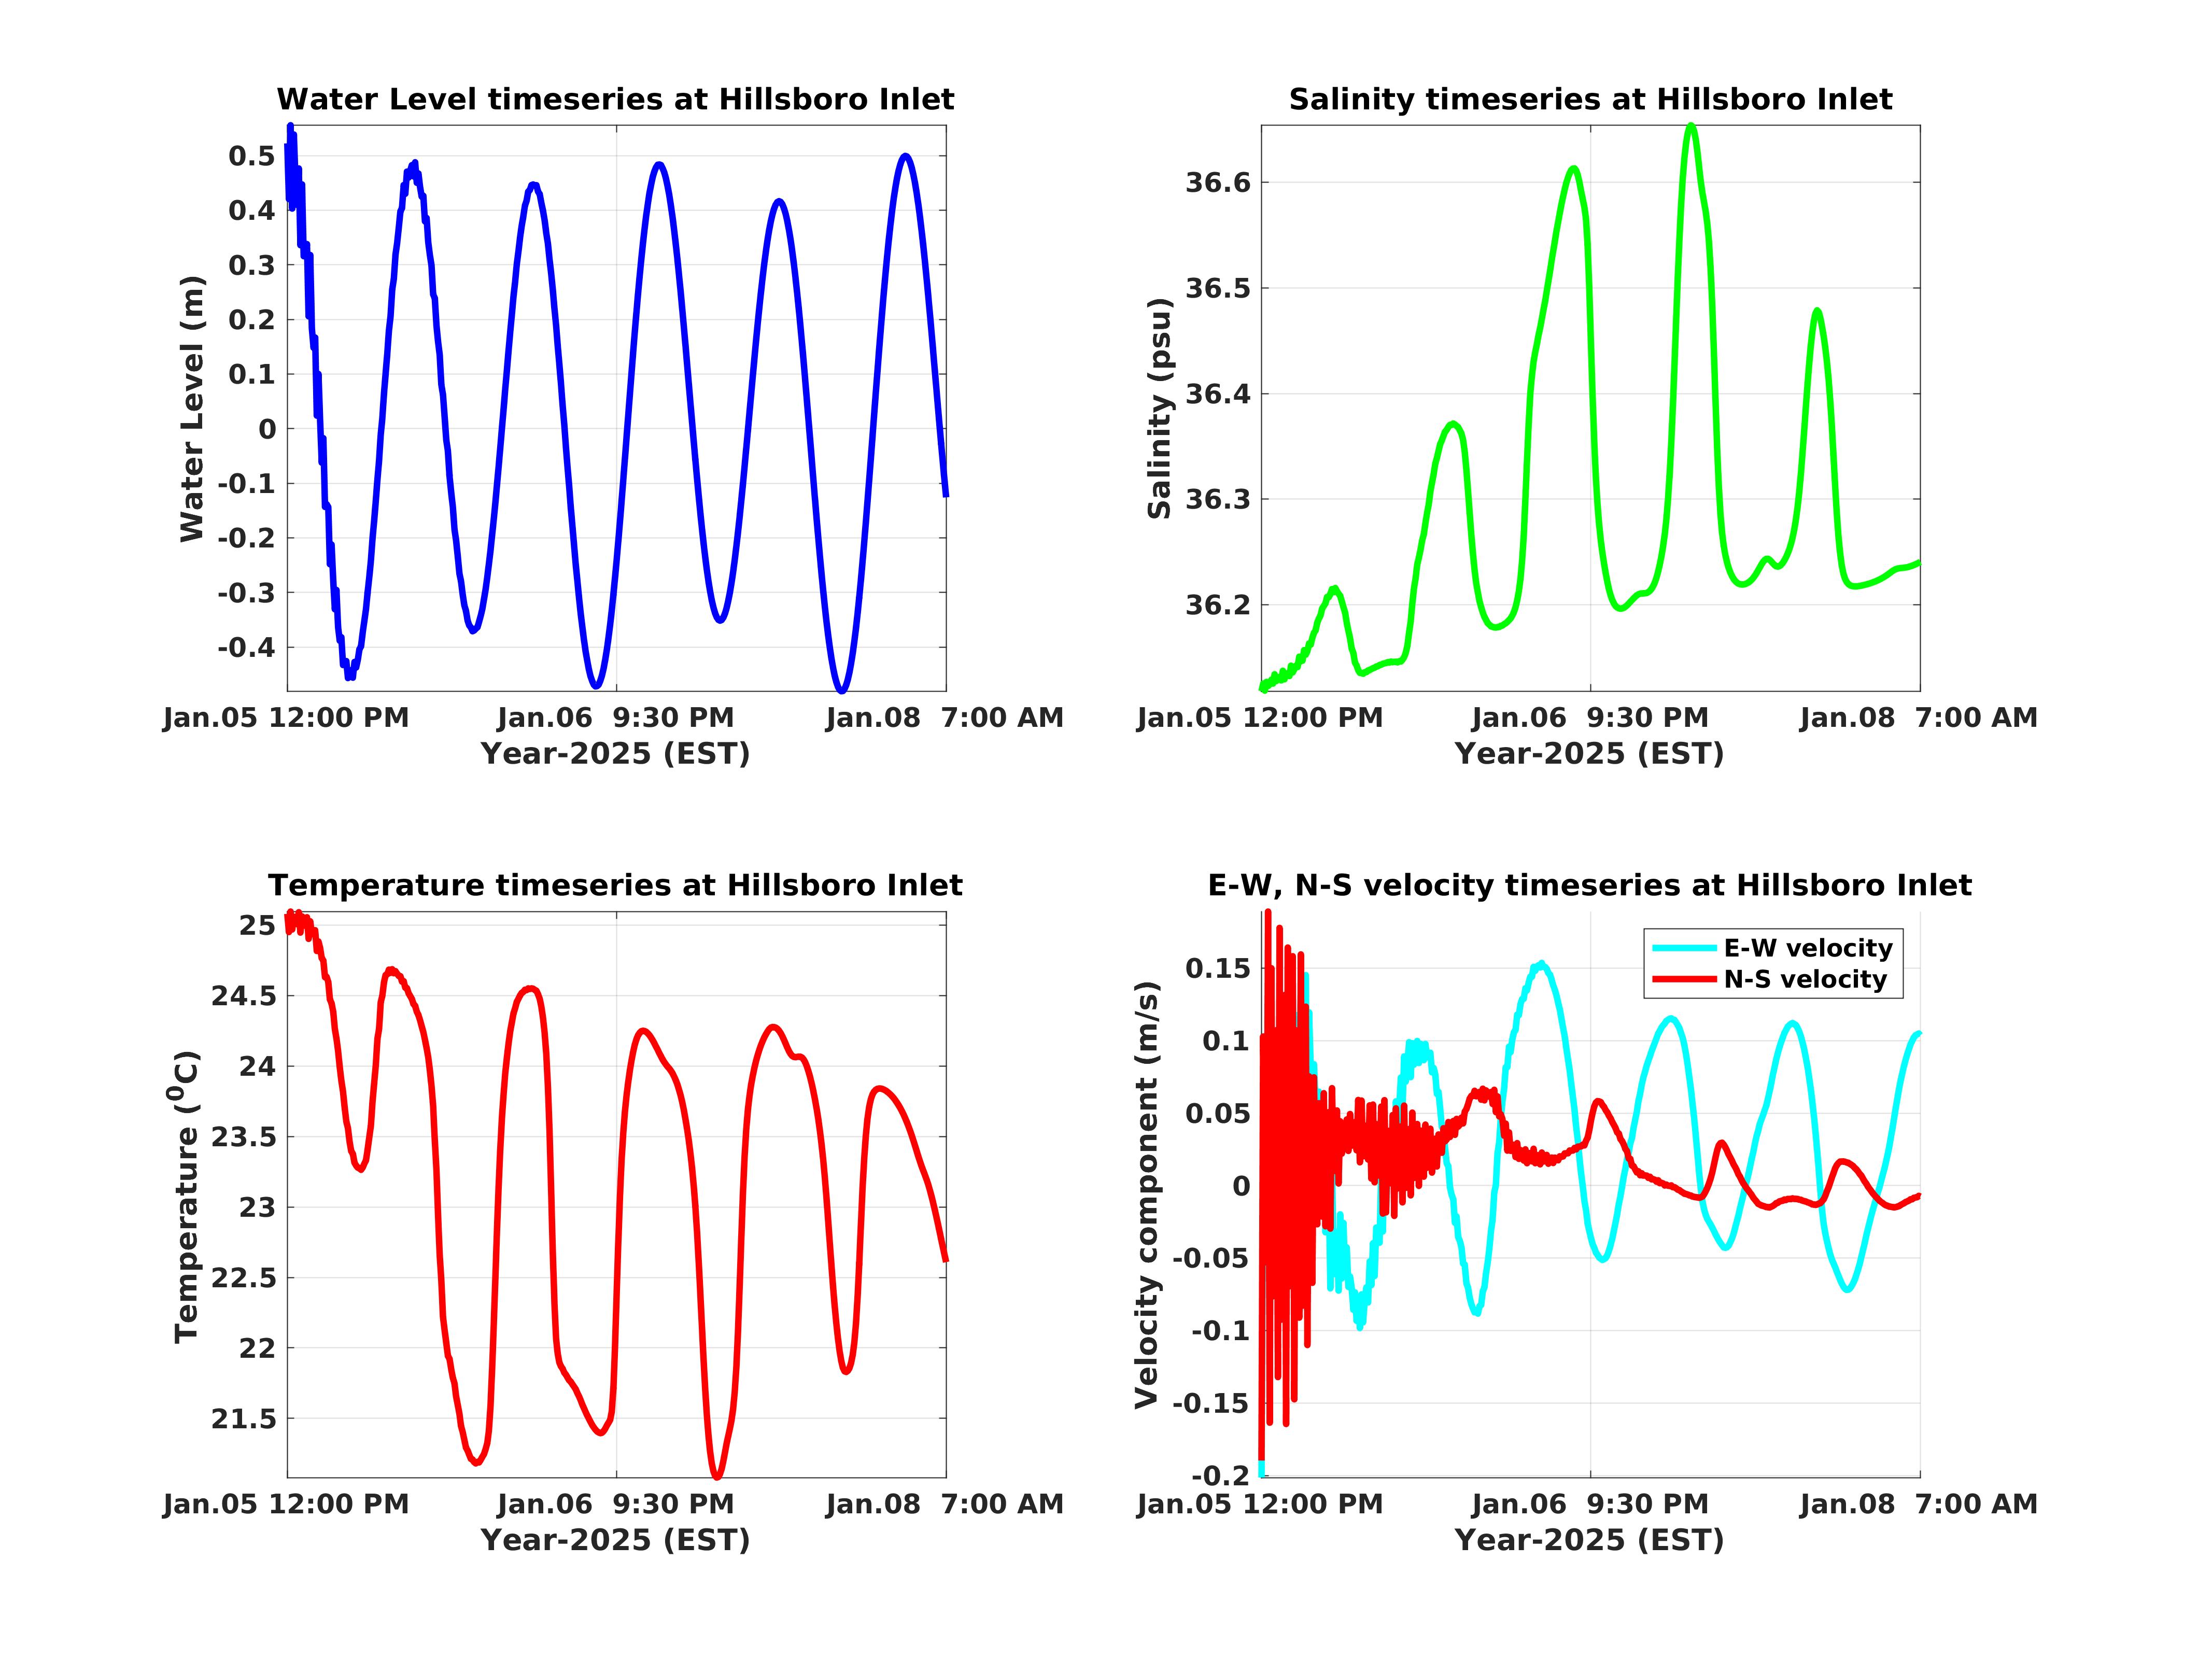 Water Level timeseries at Hillsboro Inlet
Water Level (m)
0.5
0.4
0.3
0.2
0.1
0
-0.1
-0.2
-0.3
-0.4
Jan.05 12:00 PM
Jan.06  9:30 PM
Jan.08  7:00 AM
Year-2025 (EST)
Salinity timeseries at Hillsboro Inlet
Salinity (psu)
36.6
36.5
36.4
36.3
36.2
Jan.05 12:00 PM
Jan.06  9:30 PM
Jan.08  7:00 AM
Year-2025 (EST)
Temperature timeseries at Hillsboro Inlet
Temperature (⁰C)
25
24.5
24
23.5
23
22.5
22
21.5
Jan.05 12:00 PM
Jan.06  9:30 PM
Jan.08  7:00 AM
Year-2025 (EST)
E-W, N-S velocity timeseries at Hillsboro Inlet
Velocity component (m/s)
E-W velocity
N-S velocity
0.15
0.1
0.05
0
-0.05
-0.1
-0.15
-0.2
Jan.05 12:00 PM
Jan.06  9:30 PM
Jan.08  7:00 AM
Year-2025 (EST)